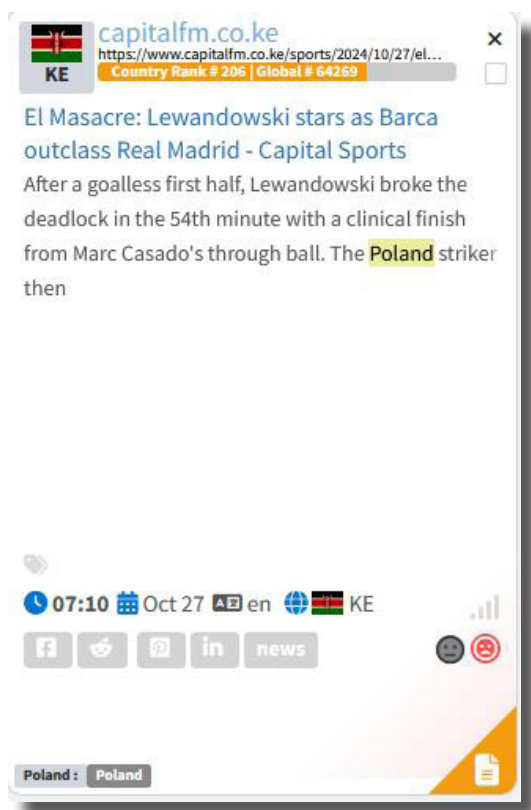 capitalfm.co.ke
https://www.capitalfm.co.ke/sports/2024/10/27/el...
KE
Country Rank # 206 | Global # 64269
El Masacre: Lewandowski stars as Barca
outclass Real Madrid - Capital Sports
After a goalless first half, Lewandowski broke the
deadlock in the 54th minute with a clinical finish
from Marc Casado's through ball. The Poland striker
then
07:10 Oct 27 en KE
in news
Poland : Poland